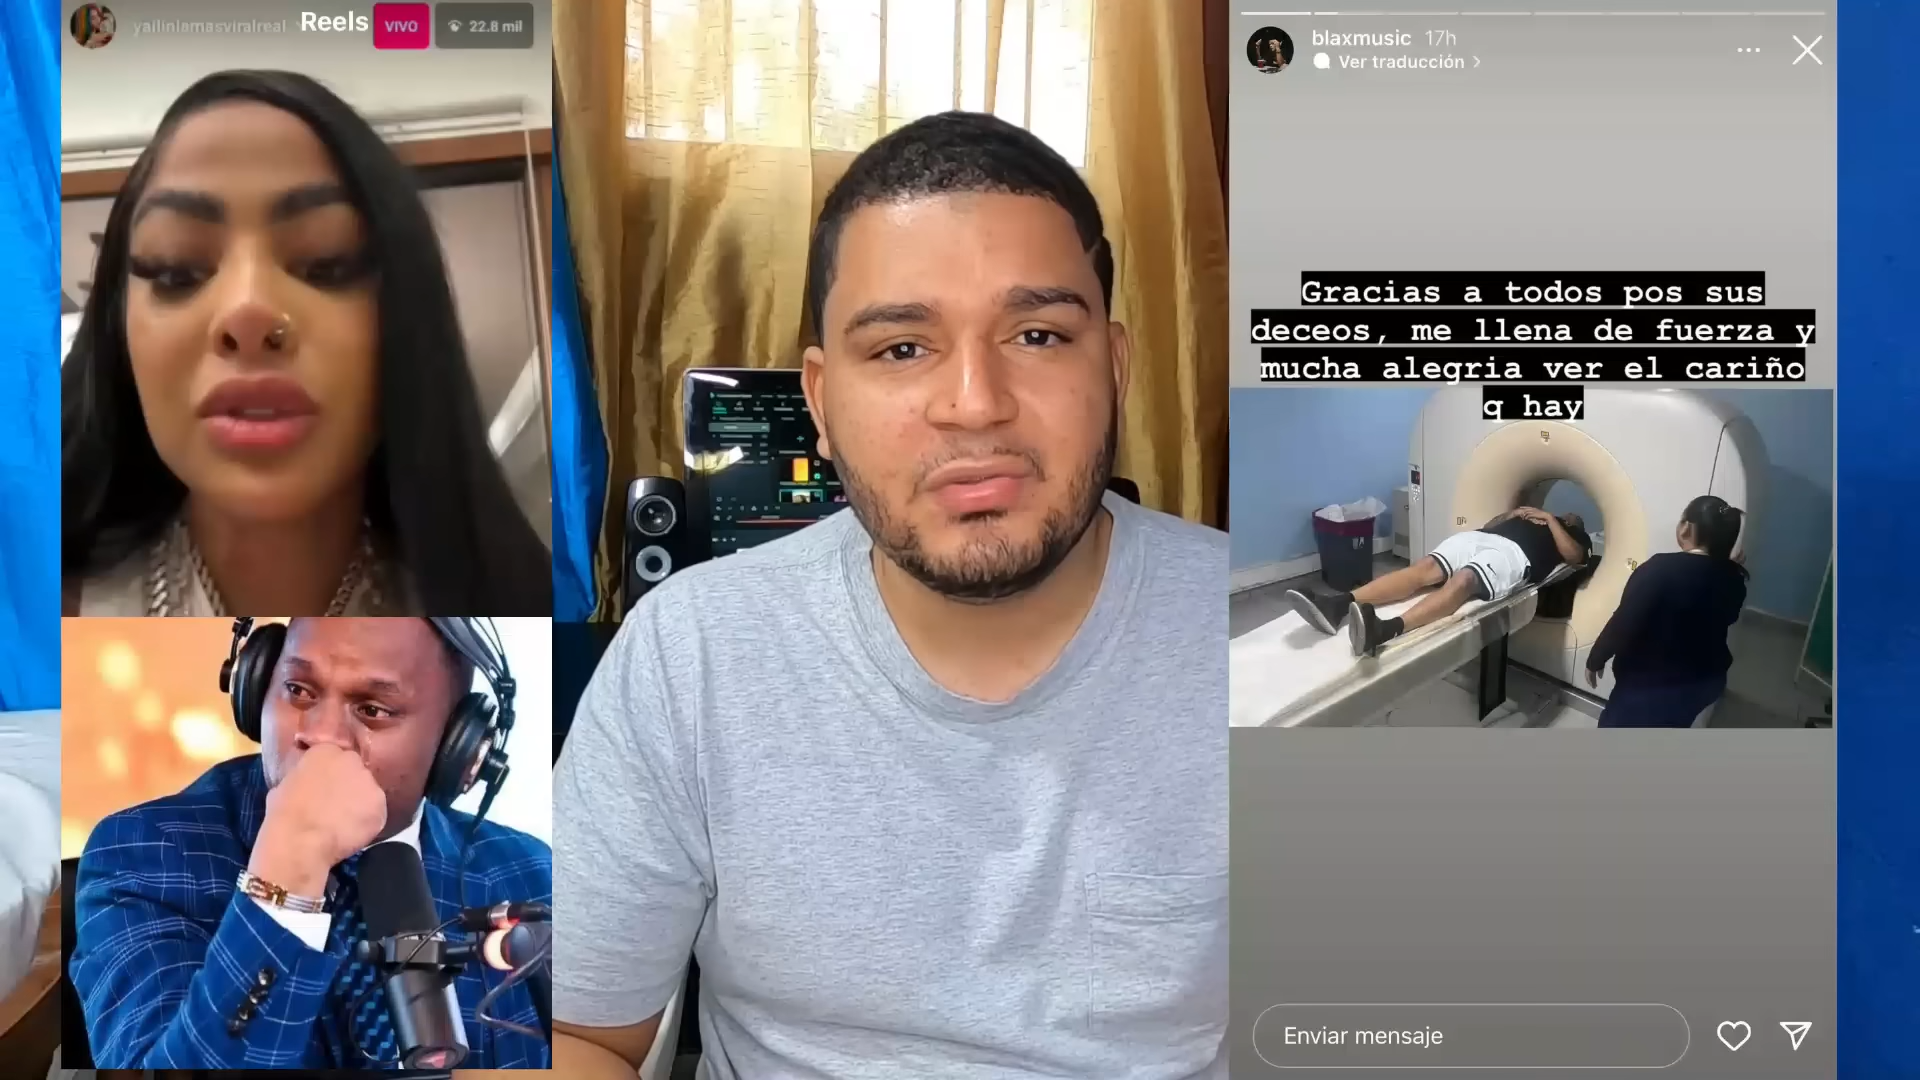 yailinlamasviralreal
Reels
VIVO
22.8 mil
blaxmusic 17h
Ver traducción
Gracias a todos pos sus
deceos, me llena de fuerza y
mucha alegria ver el cariño
q hay
Enviar mensaje